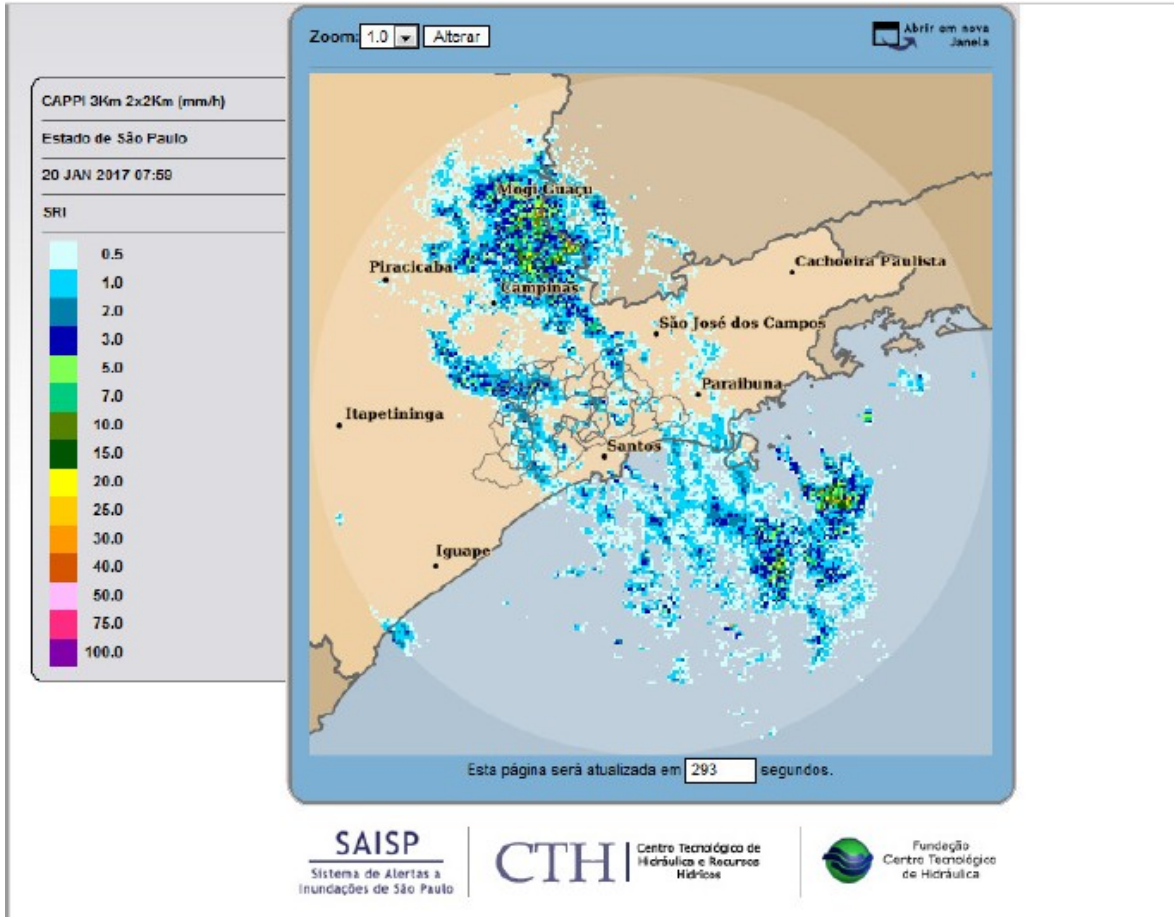 Zoom: 1.0 Alterar
Abrir em nova
Janela
CAPPI 3Km 2x2Km (mm/h)
Estado de São Paulo
20 JAN 2017 07:59
SRI
0.5
1.0
2.0
3.0
5.0
7.0
10.0
15.0
20.0
25.0
30.0
40.0
50.0
75.0
100.0
Mogi Guaçu
Piracicaba
Cachoeira Paulista
Campinas
São José dos Campos
Paraibuna
Itapetininga
Santos
Iguape
Esta página será atualizada em 293 segundos.
SAISP
Sistema de Alertas a
Inundações de São Paulo
CTH
Centro Tecnológico de
Hidráulica e Recursos
Hídricos
Fundação
Centro Tecnológico
de Hidráulica